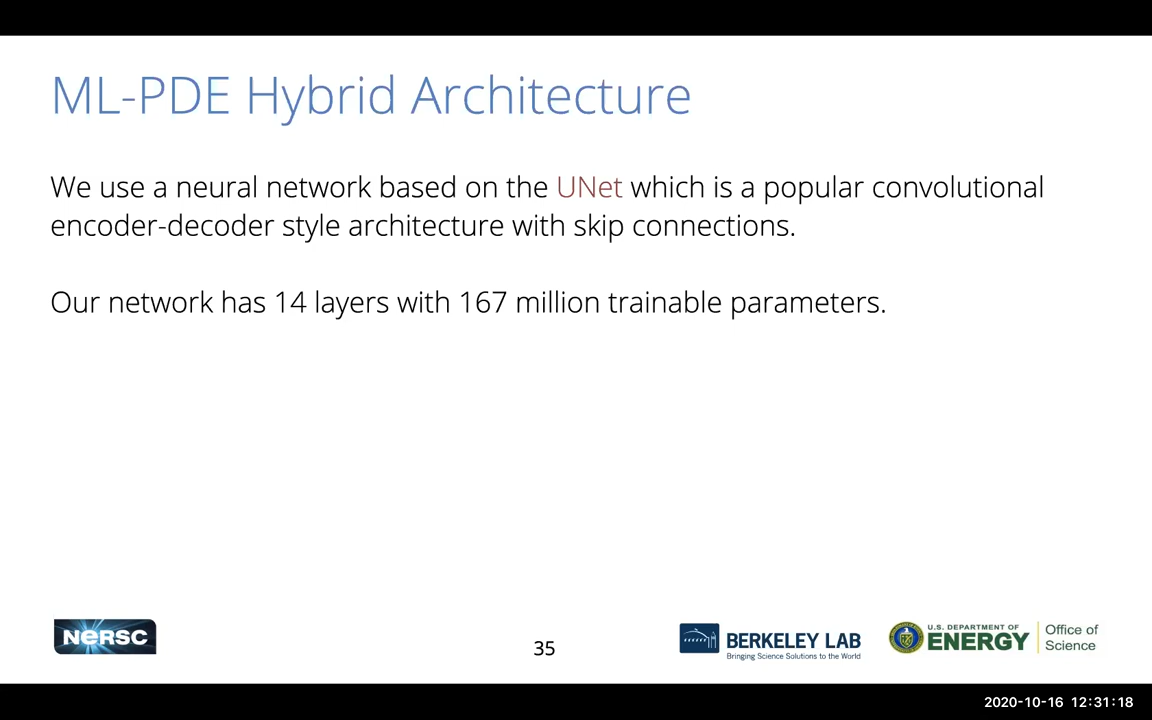 ML-PDE Hybrid Architecture
We use a neural network based on the UNet which is a popular convolutional
encoder-decoder style architecture with skip connections.
Our network has 14 layers with 167 million trainable parameters.
NERSC
35
BERKELEY LAB
Bringing Science Solutions to the World
U.S. DEPARTMENT OF
ENERGY
Office of
Science
2020-10-16 12:31:18